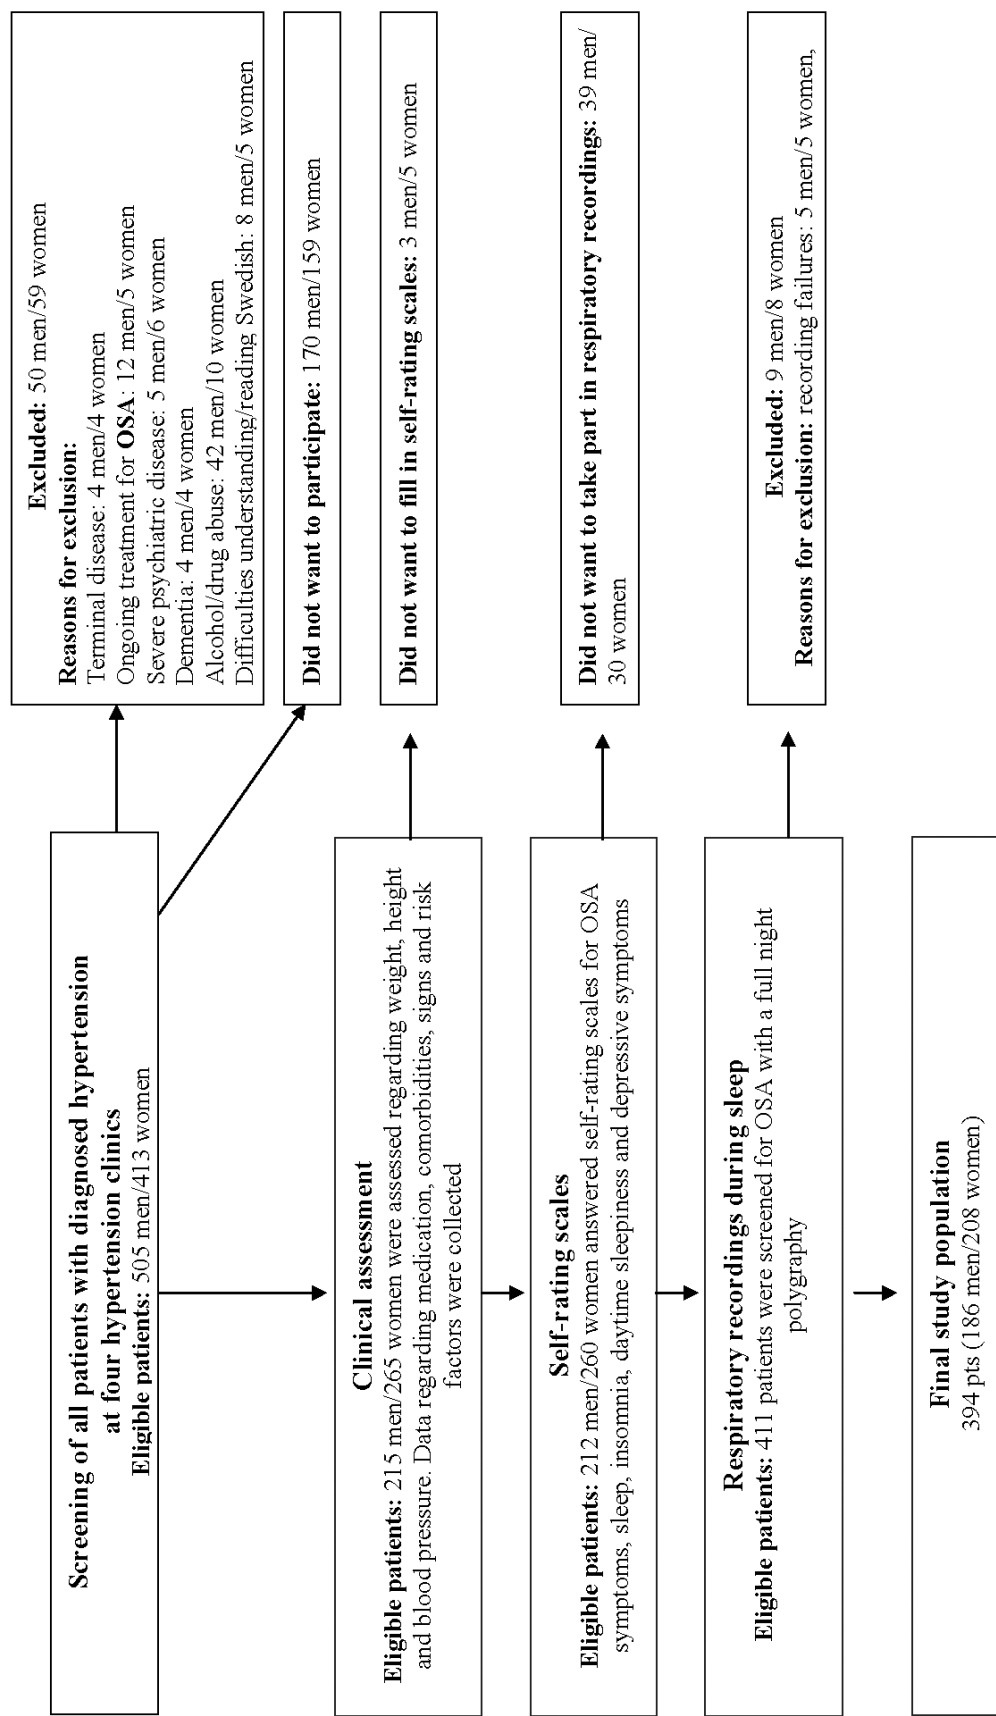 Screening of all patients with diagnosed hypertension
at four hypertension clinics
Eligible patients: 505 men/413 women
Excluded: 50 men/59 women
Reasons for exclusion:
Terminal disease: 4 men/4 women
Ongoing treatment for OSA: 12 men/5 women
Severe psychiatric disease: 5 men/6 women
Dementia: 4 men/4 women
Alcohol/drug abuse: 42 men/10 women
Difficulties understanding/reading Swedish: 8 men/5 women
Did not want to participate: 170 men/159 women
Clinical assessment
Eligible patients: 215 men/265 women were assessed regarding weight, height
and blood pressure. Data regarding medication, comorbidities, signs and risk
factors were collected
Did not want to fill in self-rating scales: 3 men/5 women
Self-rating scales
Eligible patients: 212 men/260 women answered self-rating scales for OSA
symptoms, sleep, insomnia, daytime sleepiness and depressive symptoms
Did not want to take part in respiratory recordings: 39 men/
30 women
Respiratory recordings during sleep
Eligible patients: 411 patients were screened for OSA with a full night
polygraphy
Excluded: 9 men/8 women
Reasons for exclusion: recording failures: 5 men/5 women,
Final study population
394 pts (186 men/208 women)